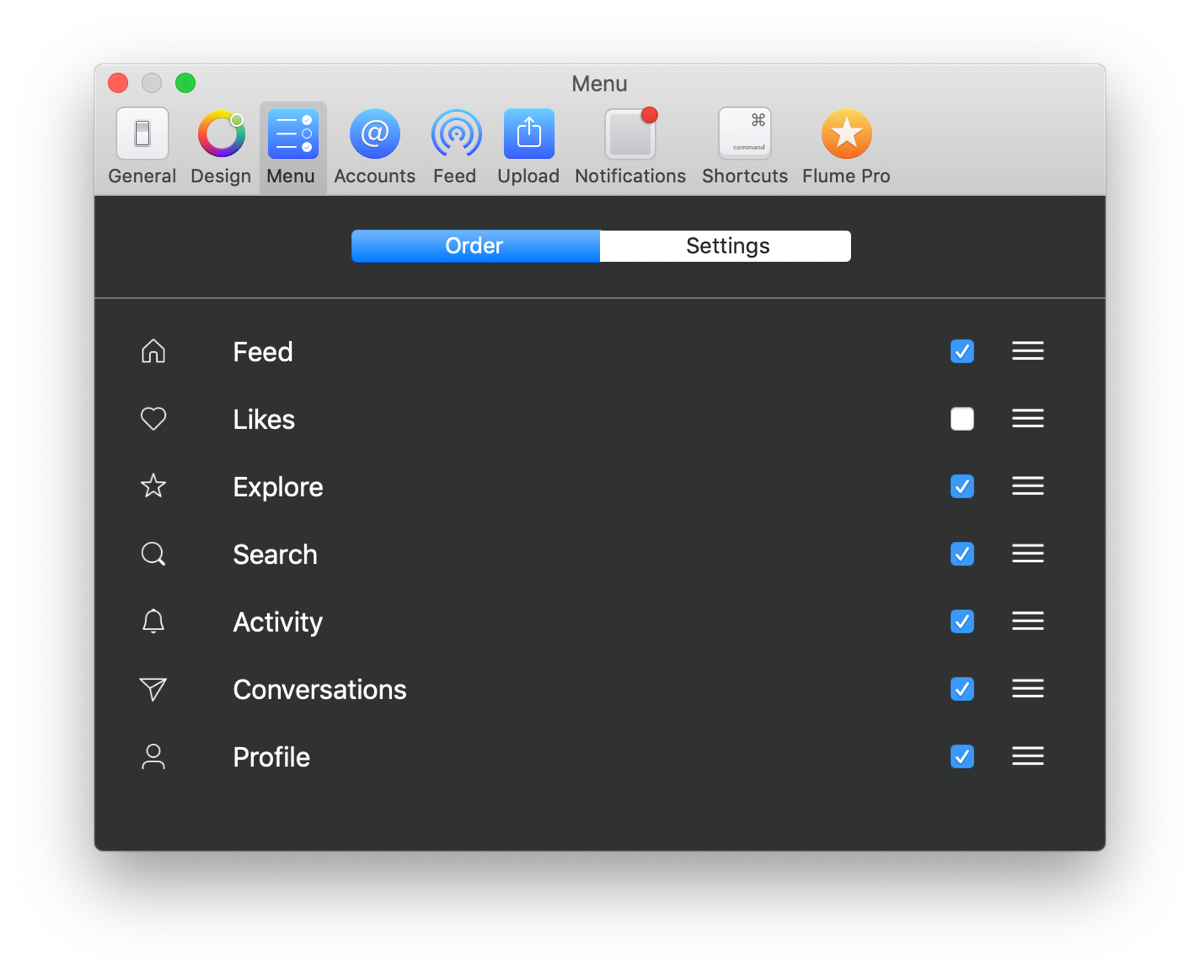 Menu
⌘
@
command
General Design Menu Accounts Feed Upload Notifications Shortcuts Flume Pro
Order Settings
Feed
Likes
Explore
Search
Activity
Conversations
Profile